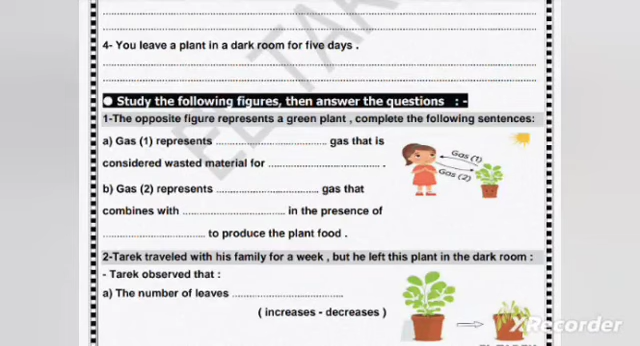 4- You leave a plant in a dark room for five days .
● Study the following figures, then answer the questions : -
1-The opposite figure represents a green plant , complete the following sentences:
a) Gas (1) represents .................................. gas that is
considered wasted material for .................................. .
b) Gas (2) represents .................................. gas that
combines with .................................. in the presence of
.................................. to produce the plant food .
Gas (1)
Gas (2)
2-Tarek traveled with his family for a week , but he left this plant in the dark room :
- Tarek observed that :
a) The number of leaves ..................................
( increases - decreases )
XRecorder